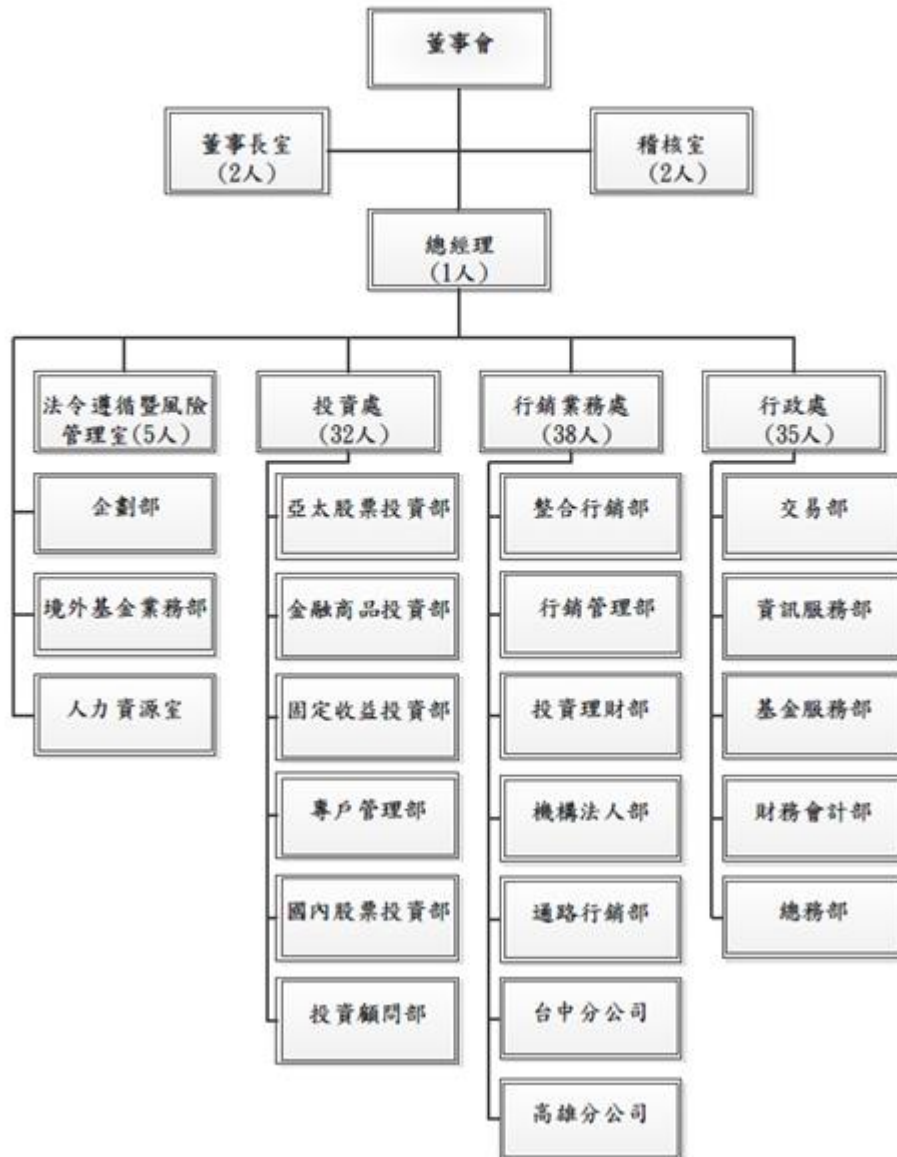 董事會
董事長室
(2人)
稽核室
(2人)
總經理
(1人)
法令遵循暨風險
管理室(5人)
投資處
(32人)
行銷業務處
(38人)
行政處
(35人)
企劃部
亞太股票投資部
整合行銷部
交易部
境外基金業務部
金融商品投資部
行銷管理部
資訊服務部
人力資源室
固定收益投資部
投資理財部
基金服務部
專戶管理部
機構法人部
財務會計部
國內股票投資部
通路行銷部
總務部
投資顧問部
台中分公司
高雄分公司